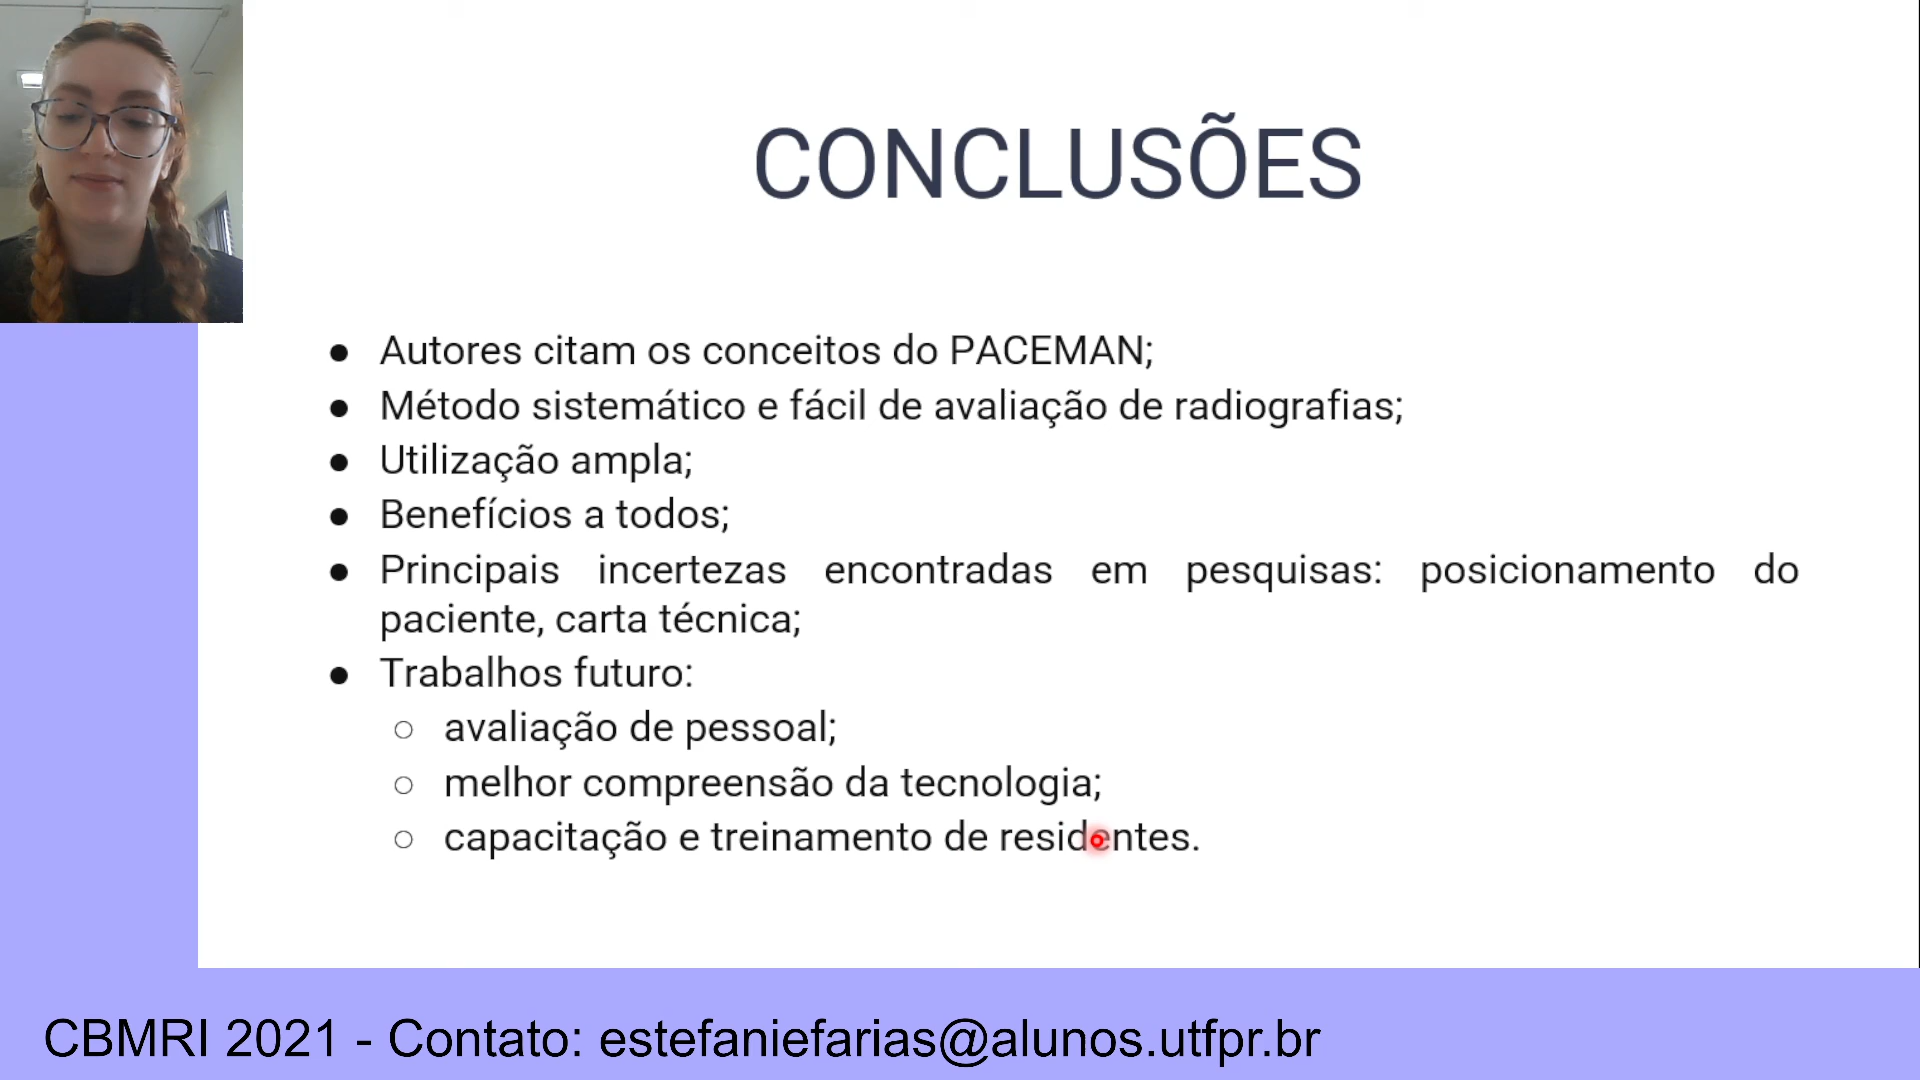 CONCLUSÕES
● Autores citam os conceitos do PACEMAN;
● Método sistemático e fácil de avaliação de radiografias;
● Utilização ampla;
● Benefícios a todos;
● Principais incertezas encontradas em pesquisas: posicionamento do
paciente, carta técnica;
● Trabalhos futuro:
○ avaliação de pessoal;
○ melhor compreensão da tecnologia;
○ capacitação e treinamento de residentes.
CBMRI 2021 - Contato: estefaniefarias@alunos.utfpr.br